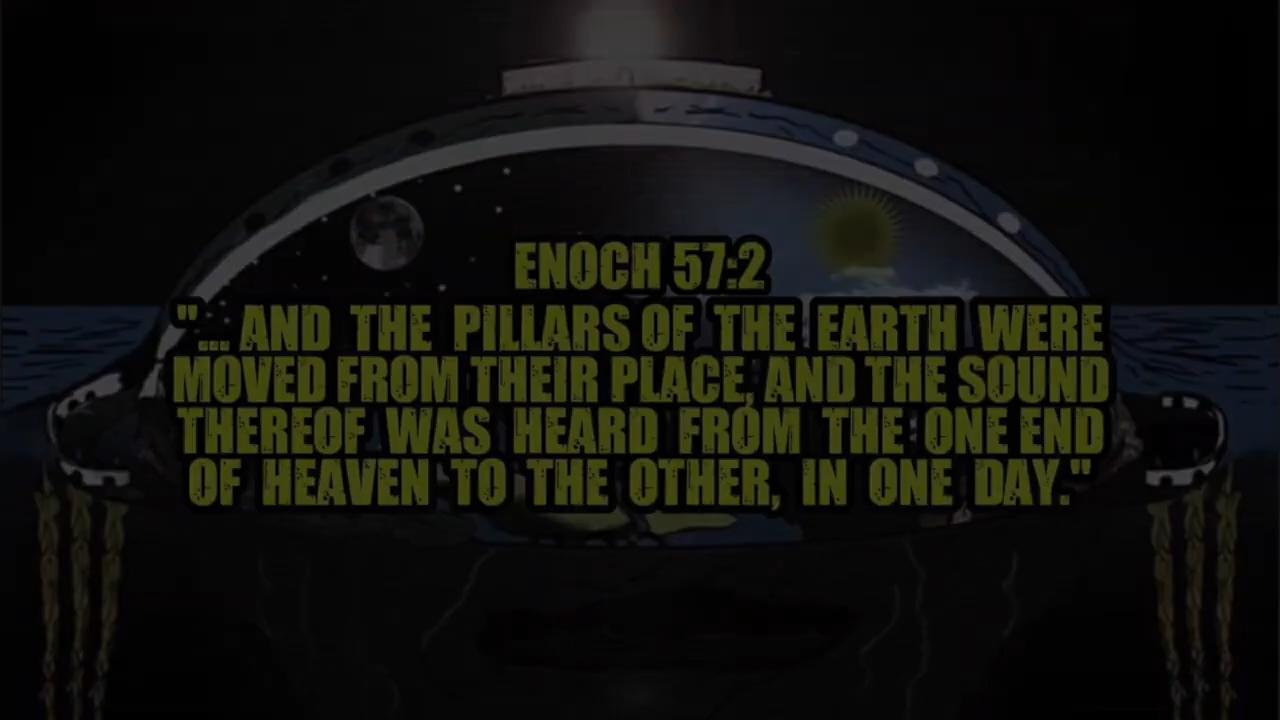 ENOCH 57:2
"... AND THE PILLARS OF THE EARTH WERE
MOVED FROM THEIR PLACE, AND THE SOUND
THEREOF WAS HEARD FROM THE ONE END
OF HEAVEN TO THE OTHER, IN ONE DAY."